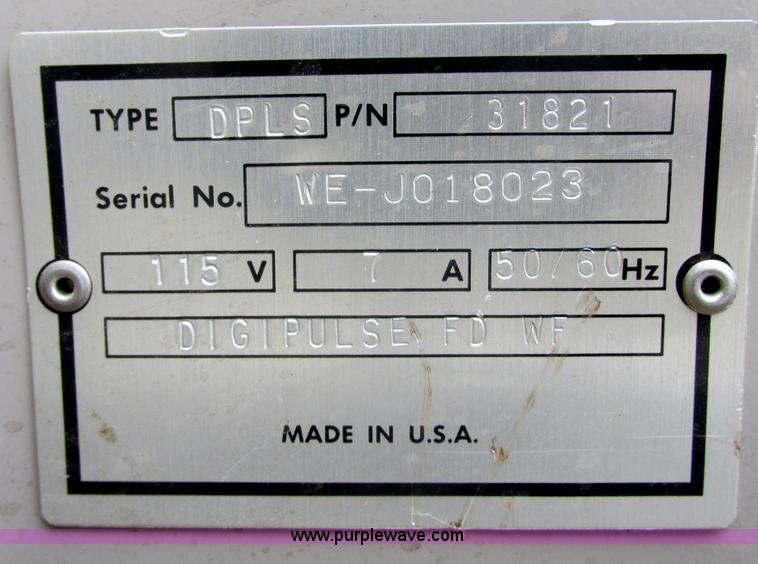 TYPE DPLS P/N 31821
Serial No. WE-J018023
115 V 7 A 50/60 Hz
DIGIPULSE FD WF
MADE IN U.S.A.
www.purplewave.com